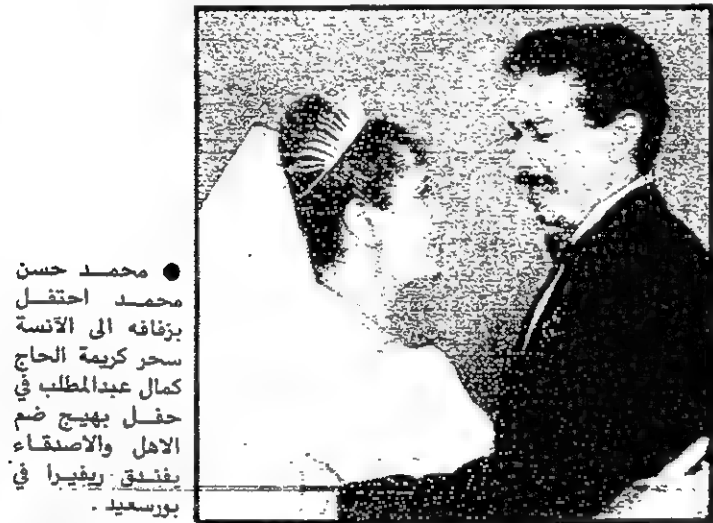 ● محمد حسن
محمد احتفل
بزفافه الى الآنسة
سحر كريمة الحاج
كمال عبدالمطلب في
حفل بهيج ضم
الاهل والاصدقاء
بفندق ريفيرا في
بورسعيد .